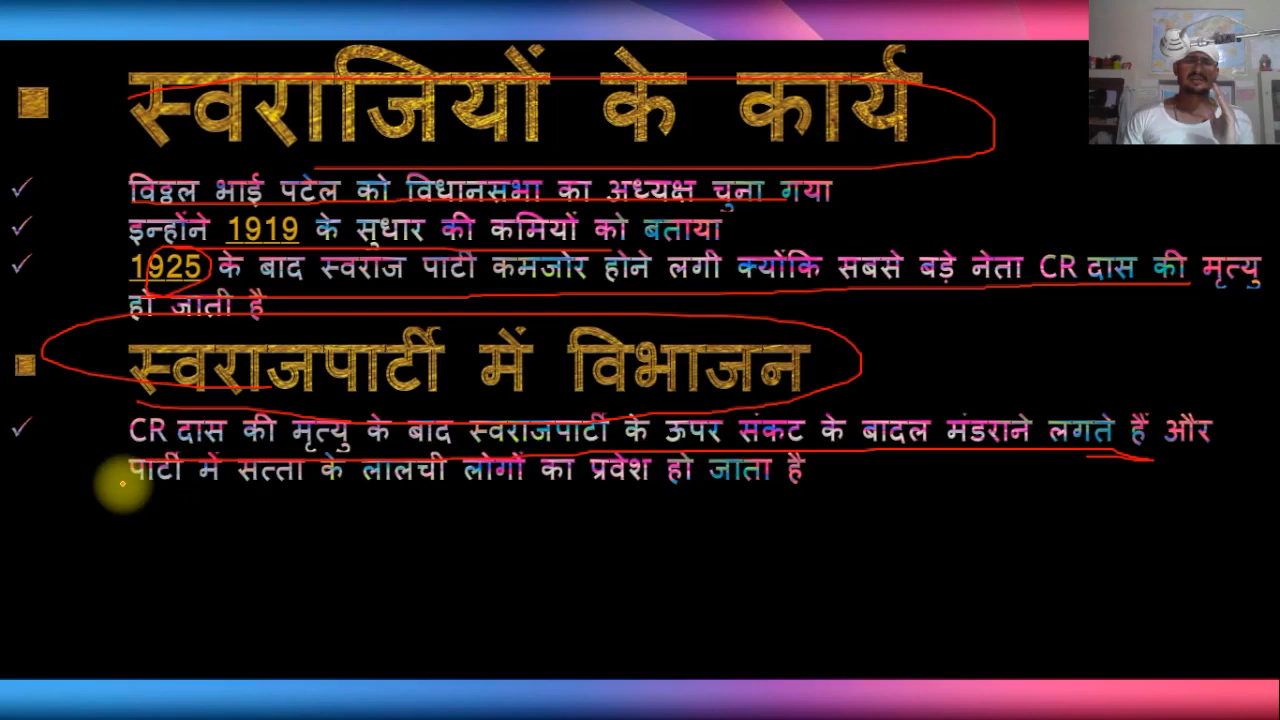 स्वराजियों के कार्य
विठ्ठल भाई पटेल को विधानसभा का अध्यक्ष चुना गया
इन्होंने 1919 के सुधार की कमियों को बताया
1925 के बाद स्वराज पार्टी कमजोर होने लगी क्योंकि सबसे बड़े नेता CR दास की मृत्यु
हो जाती है
स्वराजपार्टी में विभाजन
CR दास की मृत्यु के बाद स्वराजपार्टी के ऊपर संकट के बादल मंडराने लगते हैं और
पार्टी में सत्ता के लालची लोगों का प्रवेश हो जाता है